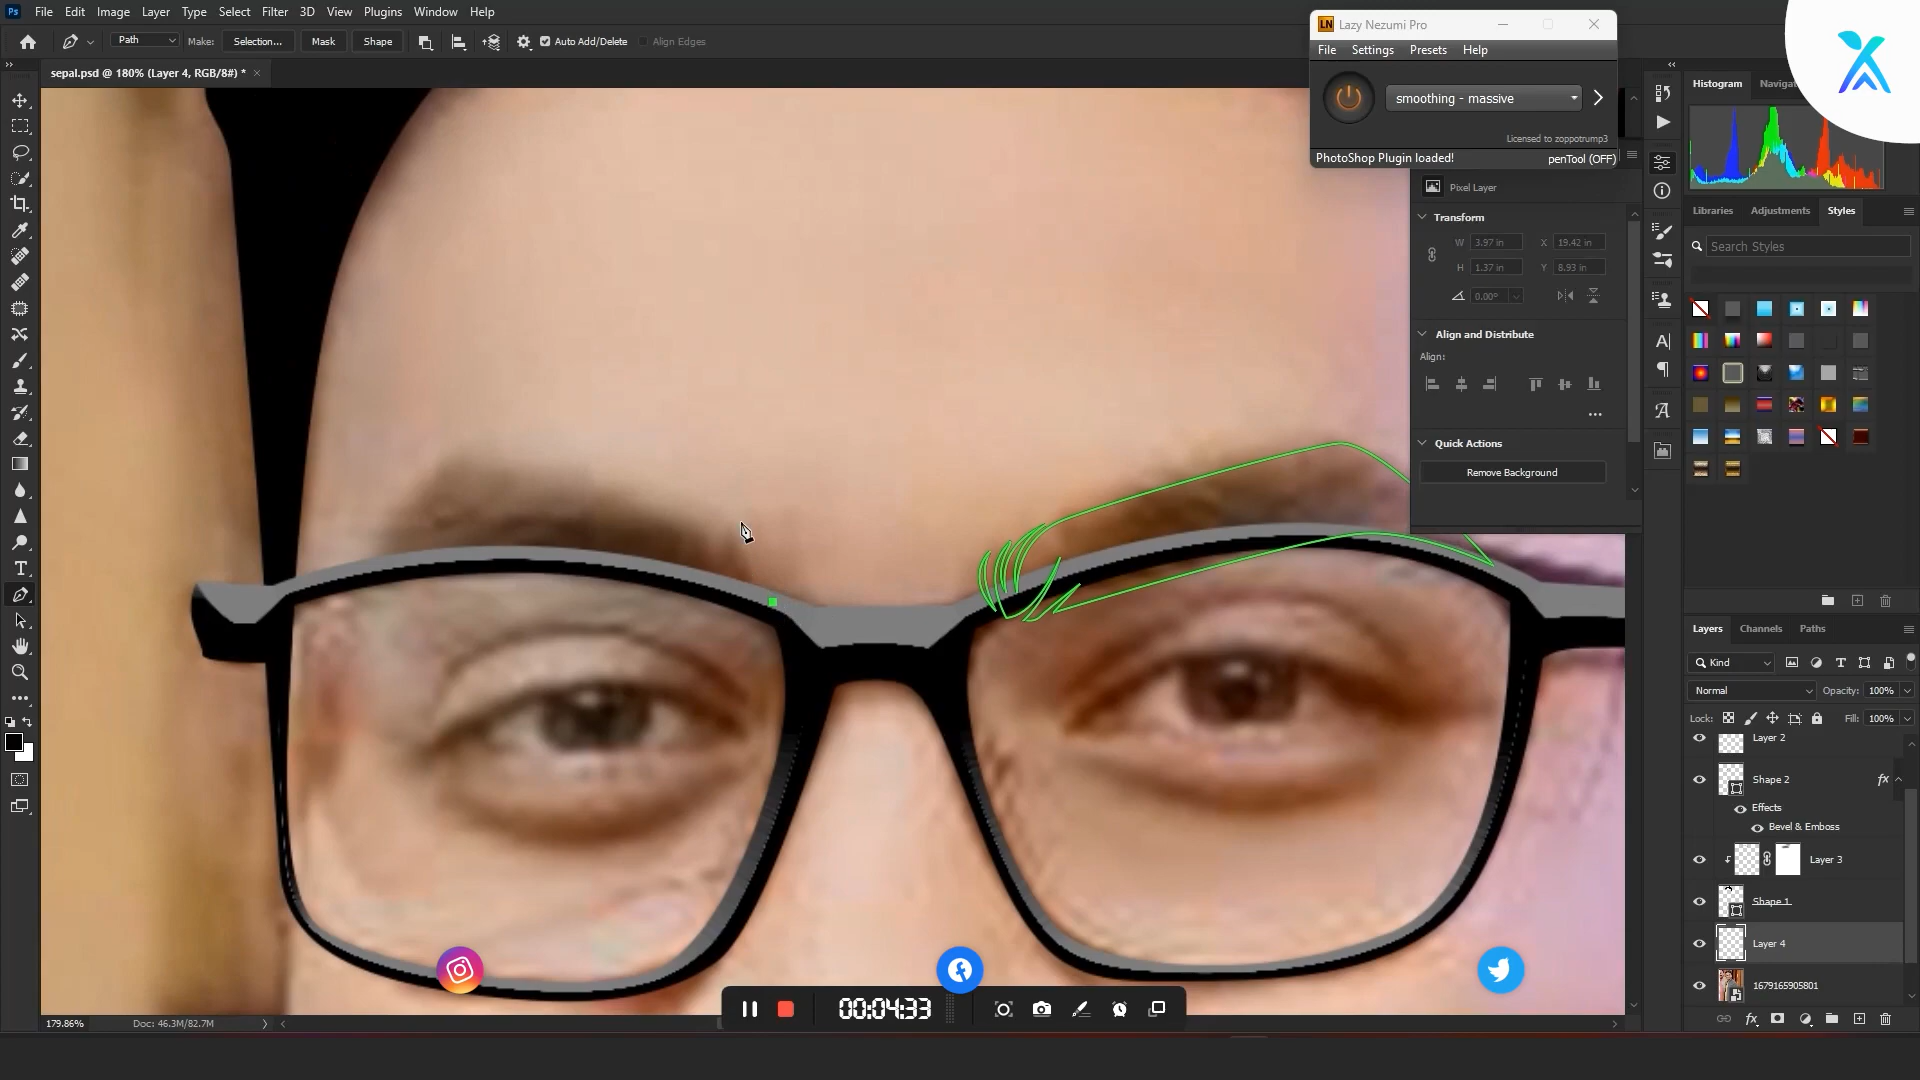 Ps File Edit Image Layer Type Select Filter 3D View Plugins Window Help
Path Make: Selection... Mask Shape Auto Add/Delete Align Edges
sepal.psd @ 180% (Layer 4, RGB/8#) *
LN Lazy Nezumi Pro
File Settings Presets Help
smoothing - massive
Licensed to zoppotrump3
PhotoShop Plugin loaded! penTool (OFF)
Pixel Layer
Transform
W 3.97 in X 19.42 in
H 1.37 in Y 8.93 in
0.00°
Align and Distribute
Align:
Quick Actions
Remove Background
Histogram Naviga
Libraries Adjustments Styles
Search Styles
Layers Channels Paths
Kind
Normal Opacity: 100%
Lock: Fill: 100%
Layer 2
Shape 2 fx
Effects
Bevel & Emboss
Layer 3
Shape 1
Layer 4
1679165905801
fx
00:04:33
179.86% Doc: 46.3M/82.7M